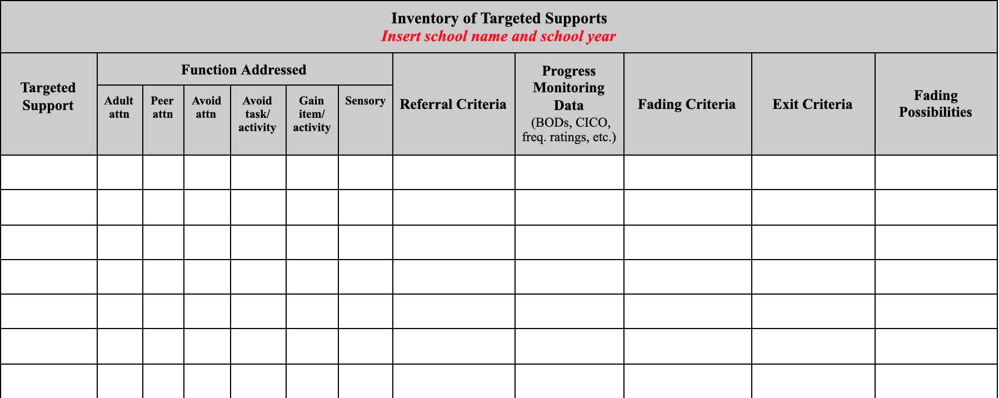 Inventory of Targeted Supports
Insert school name and school year
Targeted
Support
Function Addressed
Adult
attn
Peer
attn
Avoid
attn
Avoid
task/
activity
Gain
item/
activity
Sensory
Referral Criteria
Progress
Monitoring
Data
(BODs, CICO,
freq. ratings, etc.)
Fading Criteria
Exit Criteria
Fading
Possibilities